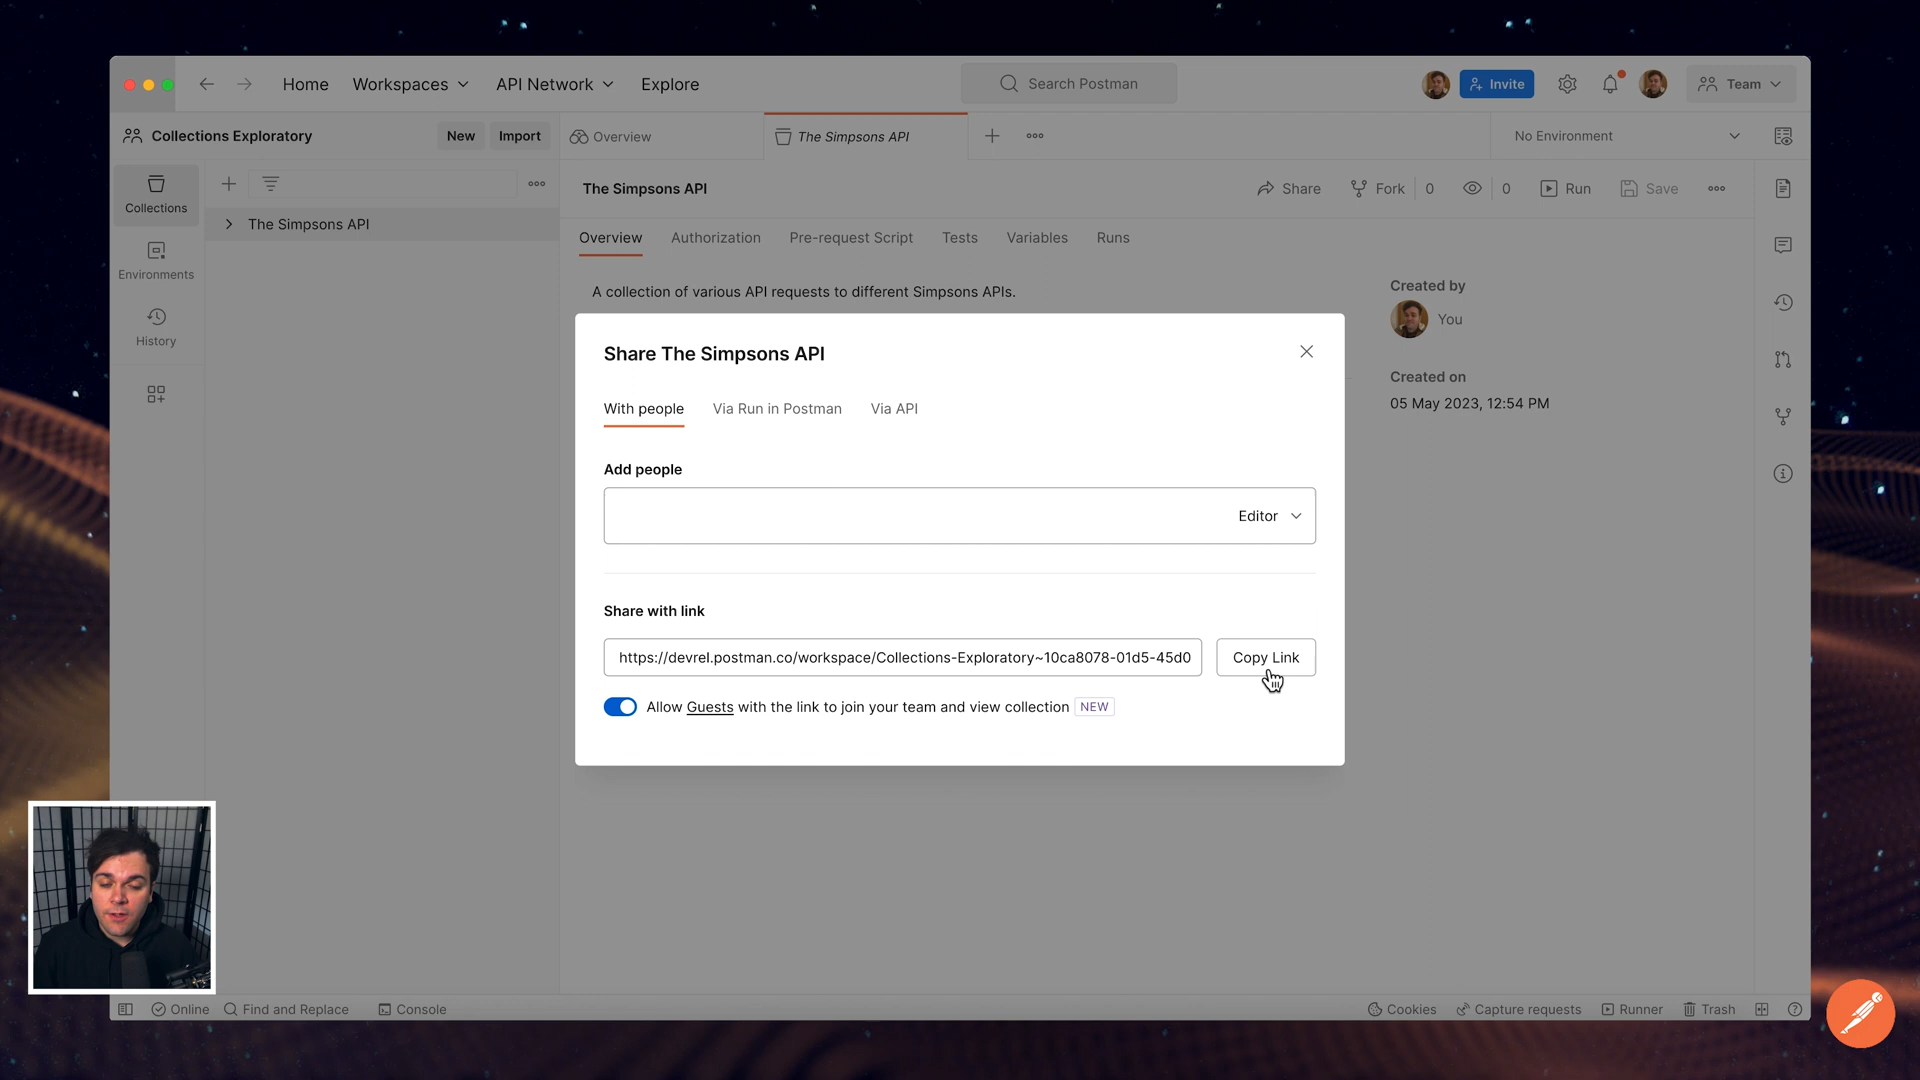 Home Workspaces API Network Explore Search Postman Invite Team
Collections Exploratory New Import Overview The Simpsons API No Environment
The Simpsons API Share Fork 0 0 Run Save
Collections
The Simpsons API
Overview Authorization Pre-request Script Tests Variables Runs
Environments
A collection of various API requests to different Simpsons APIs.
Created by
You
History
Created on
05 May 2023, 12:54 PM
Share The Simpsons API
With people Via Run in Postman Via API
Add people
Editor
Share with link
https://devrel.postman.co/workspace/Collections-Exploratory~10ca8078-01d5-45d0 Copy Link
Allow Guests with the link to join your team and view collection NEW
Online Find and Replace Console Cookies Capture requests Runner Trash